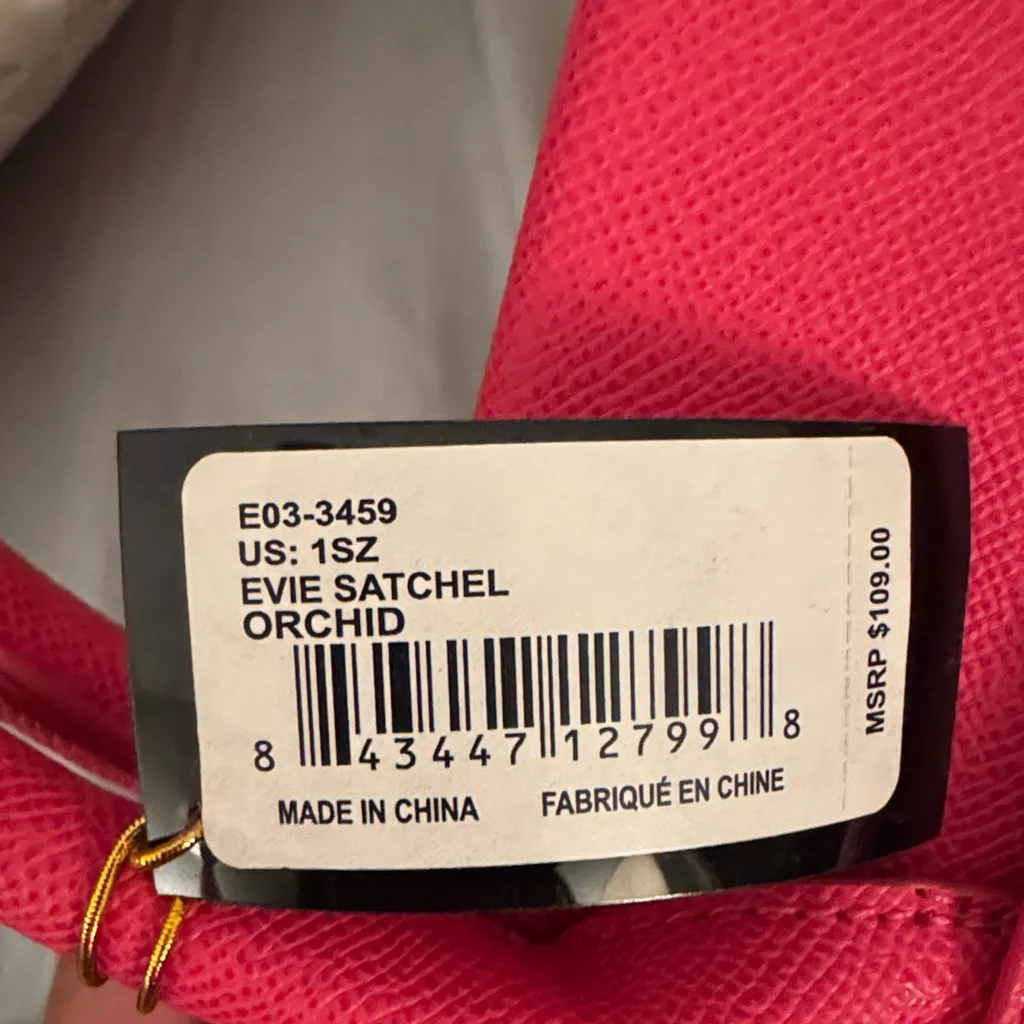 E03-3459
US: 1SZ
EVIE SATCHEL
ORCHID
8 43447 12799 8
MADE IN CHINA FABRIQUÉ EN CHINE
MSRP $109.00